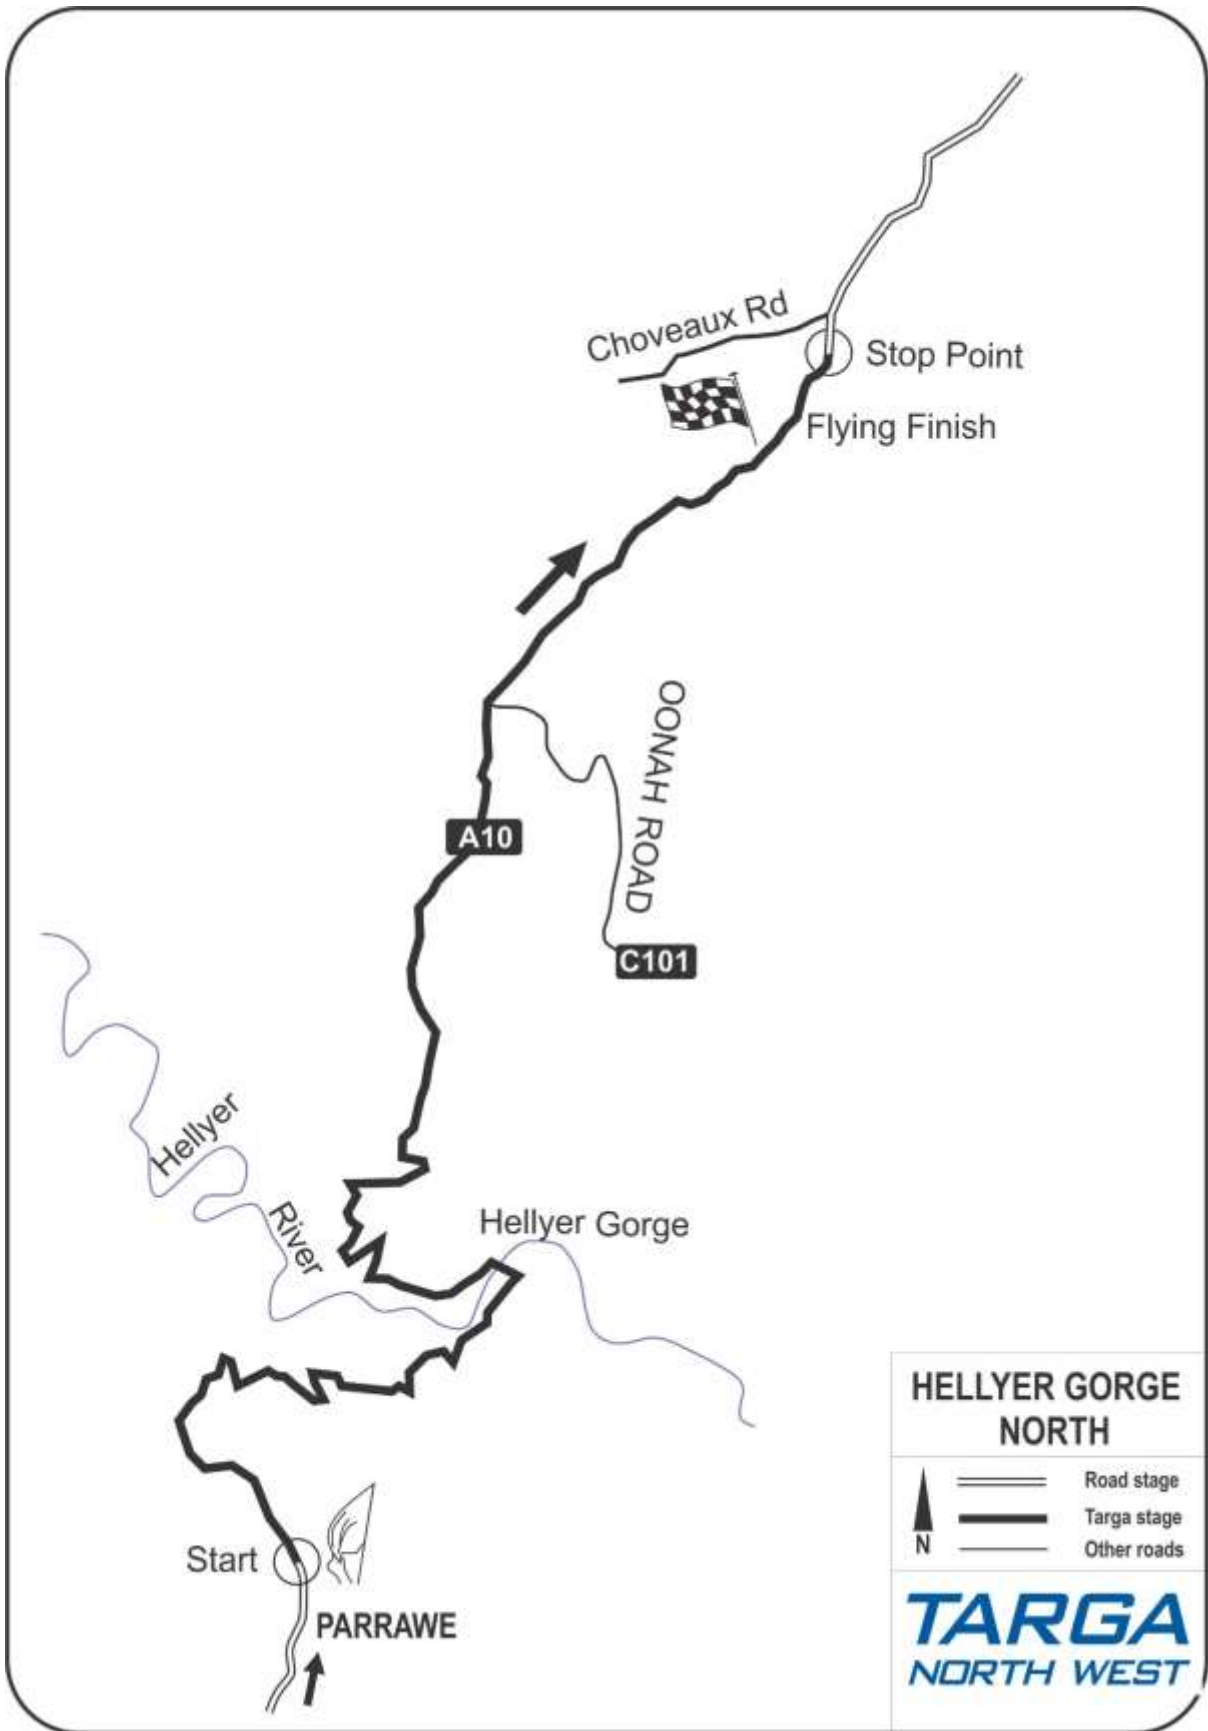 Choveaux Rd
Stop Point
Flying Finish
OONAH ROAD
A10
C101
Hellyer
River
Hellyer Gorge
Start
PARRAWE
HELLYER GORGE
NORTH
N
Road stage
Targa stage
Other roads
TARGA
NORTH WEST